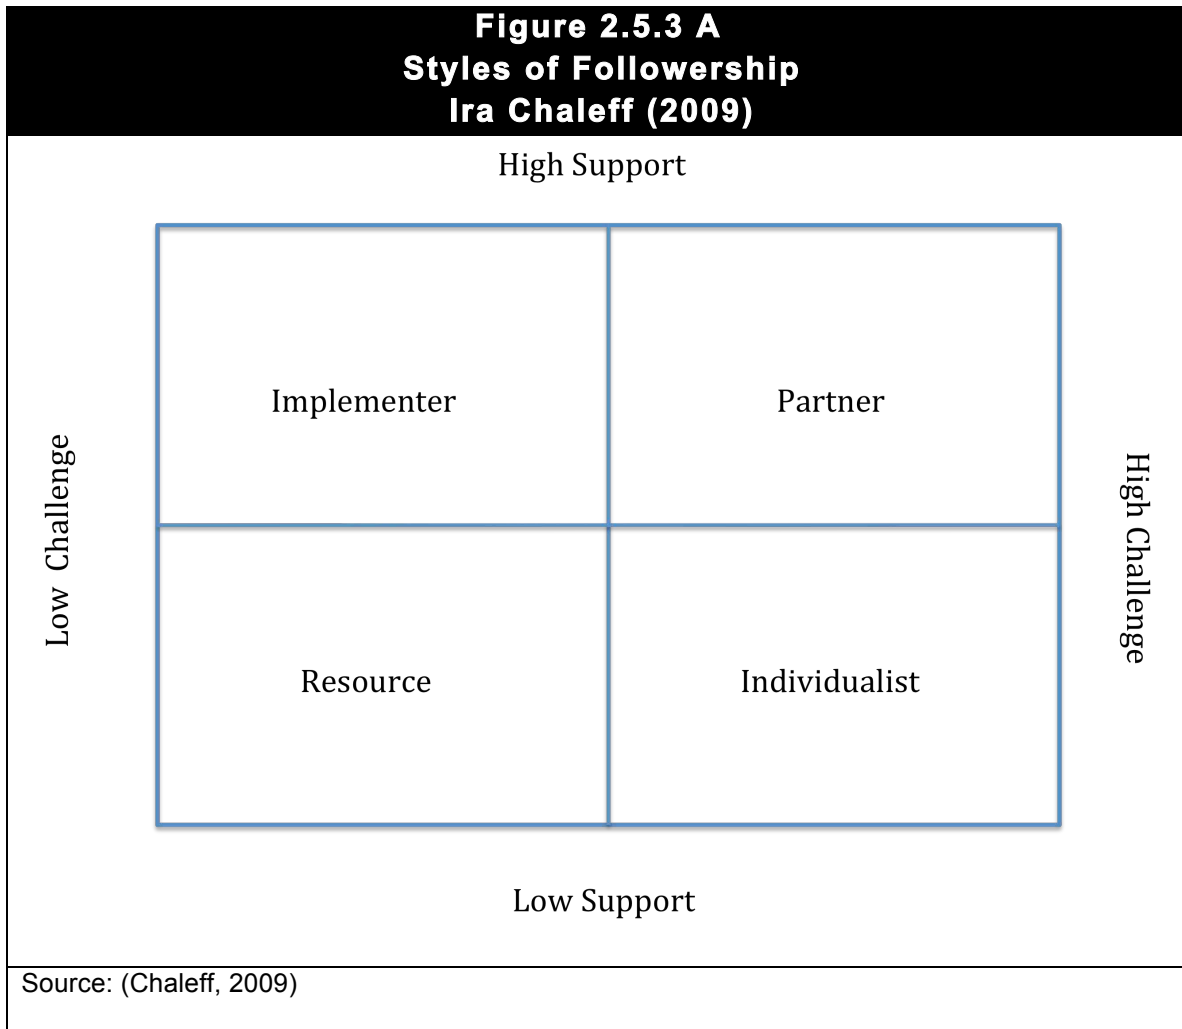 Figure 2.5.3 A
Styles of Followership
Ira Chaleff (2009)
High Support
Implementer
Partner
Low Challenge
High Challenge
Resource
Individualist
Low Support
Source: (Chaleff, 2009)